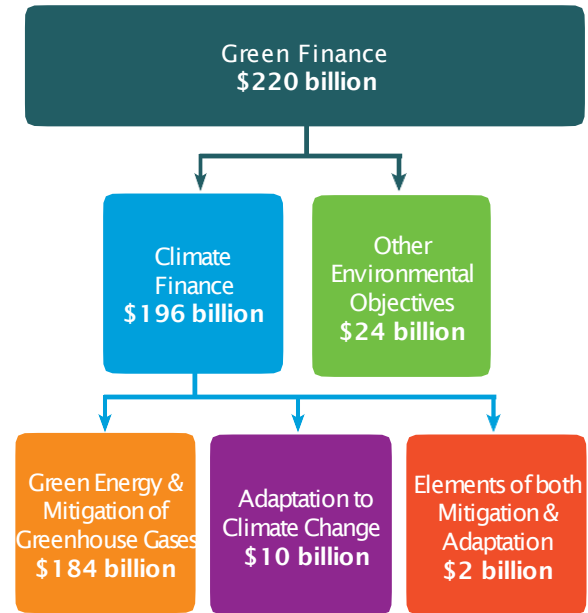 Green Finance
$220 billion
Climate
Finance
$196 billion
Other
Environmental
Objectives
$24 billion
Green Energy &
Mitigation of
Greenhouse Gases
$184 billion
Adaptation to
Climate Change
$10 billion
Elements of both
Mitigation &
Adaptation
$2 billion